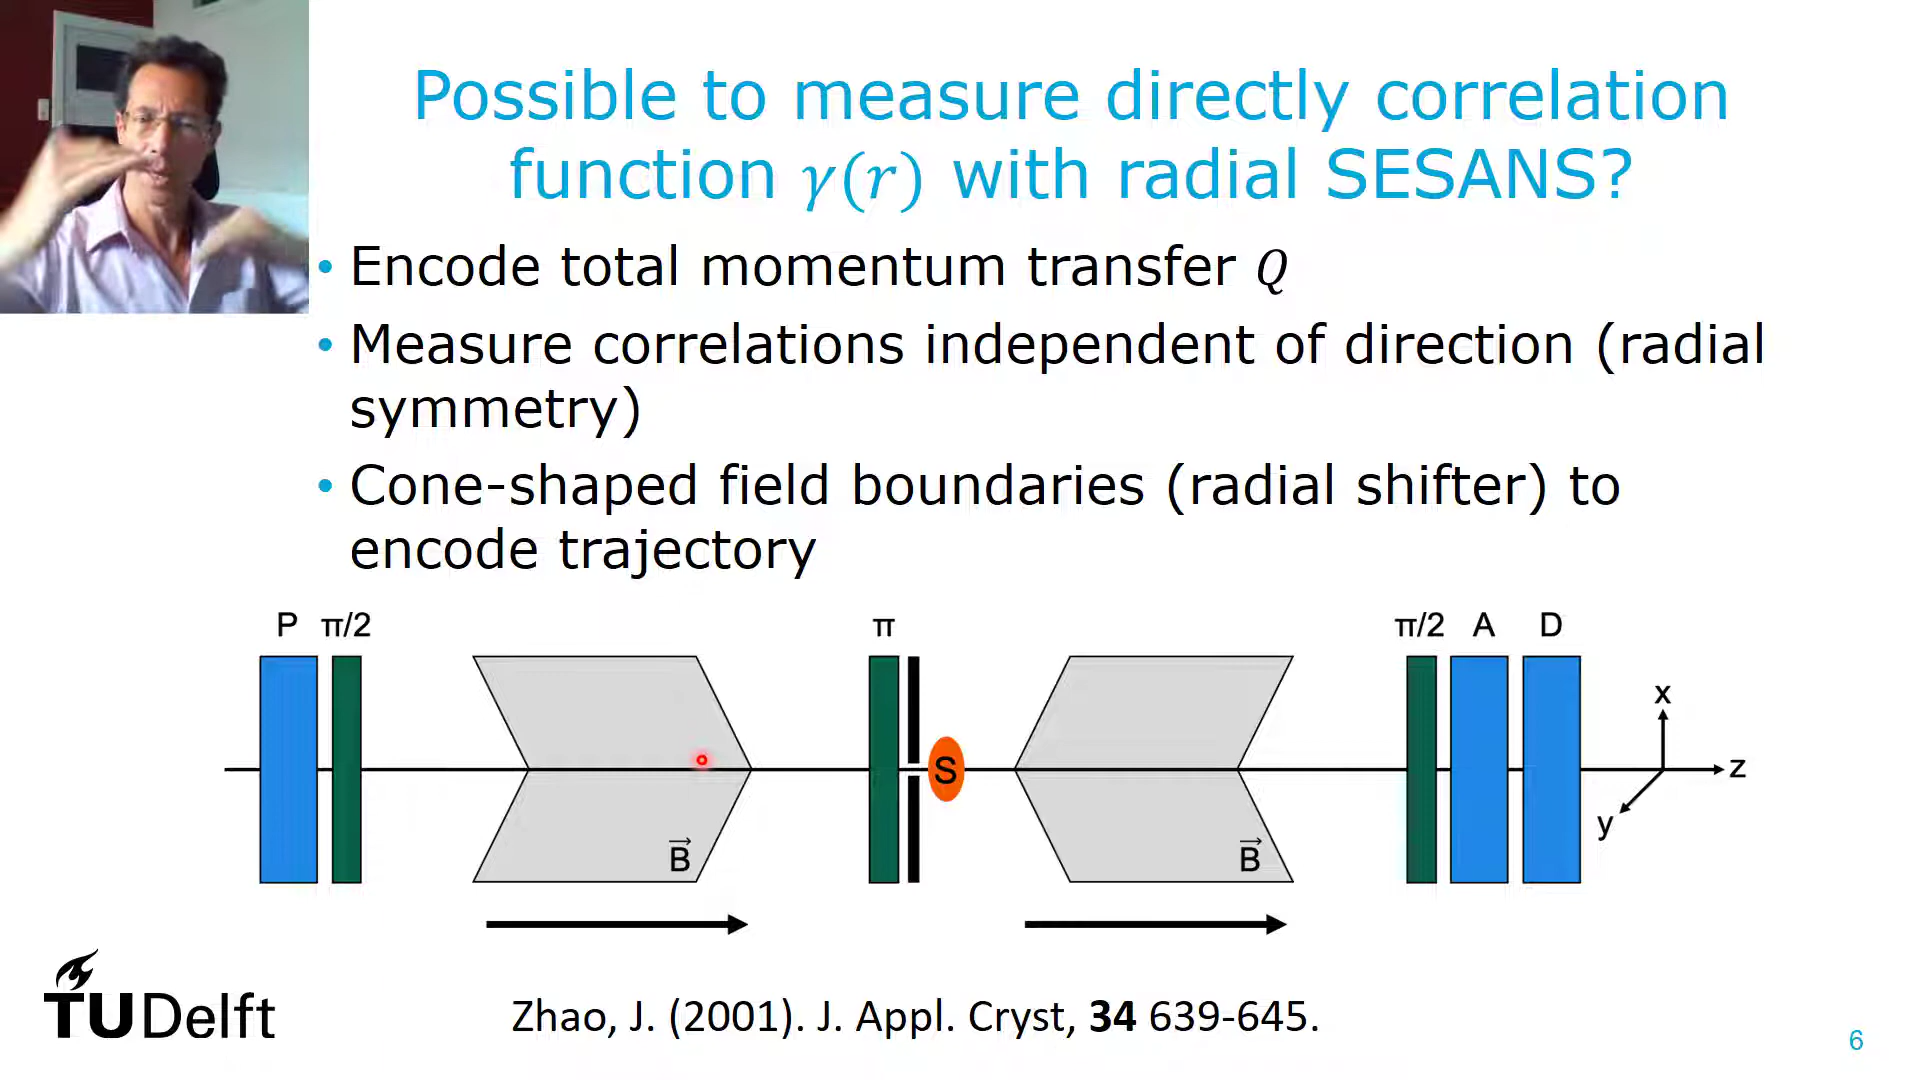 Possible to measure directly correlation
function γ(r) with radial SESANS?
• Encode total momentum transfer Q
• Measure correlations independent of direction (radial
symmetry)
• Cone-shaped field boundaries (radial shifter) to
encode trajectory
P π/2 π π/2 A D
x
S z
y
B⃗ B⃗
TUDelft
Zhao, J. (2001). J. Appl. Cryst, 34 639-645.
6